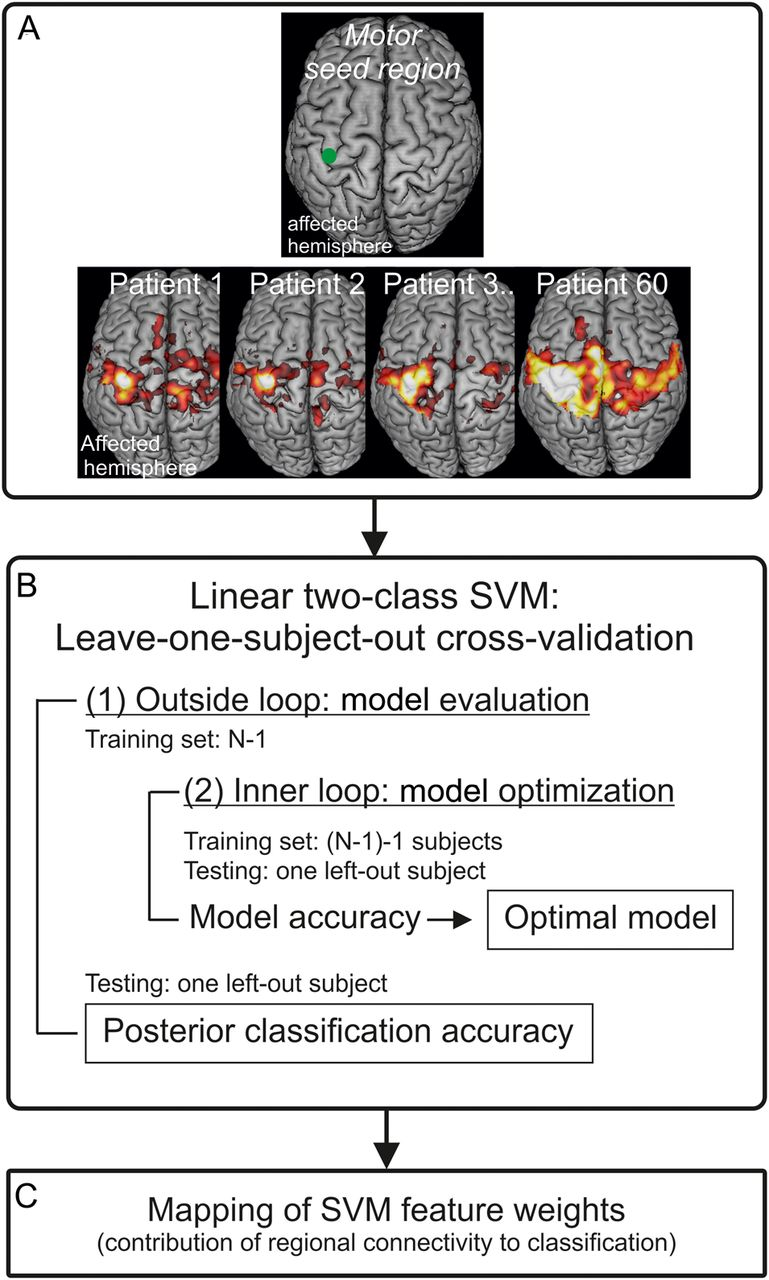 A
Motor
seed region
affected
hemisphere
Patient 1
Patient 2
Patient 3..
Patient 60
Affected
hemisphere
B
Linear two-class SVM:
Leave-one-subject-out cross-validation
(1) Outside loop: model evaluation
Training set: N-1
(2) Inner loop: model optimization
Training set: (N-1)-1 subjects
Testing: one left-out subject
Model accuracy
Optimal model
Testing: one left-out subject
Posterior classification accuracy
C
Mapping of SVM feature weights
(contribution of regional connectivity to classification)